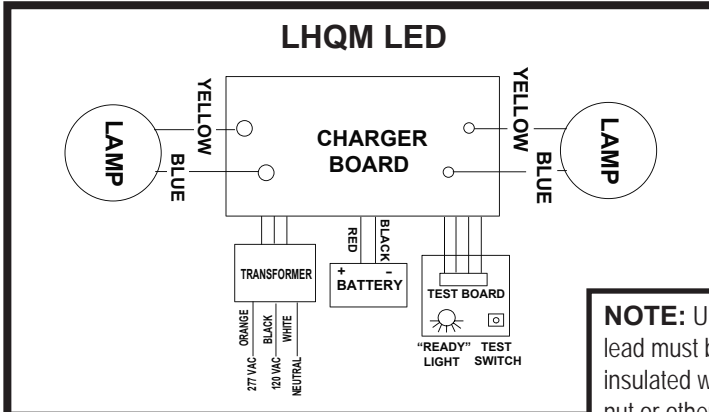 LHQM LED
YELLOW
YELLOW
LAMP
CHARGER
BOARD
LAMP
BLUE
BLUE
RED
BLACK
TRANSFORMER
+ –
BATTERY
TEST BOARD
"READY"
LIGHT
TEST
SWITCH
ORANGE
BLACK
WHITE
277 VAC
120 VAC
NEUTRAL
NOTE:
lead must
insulated
nut or other